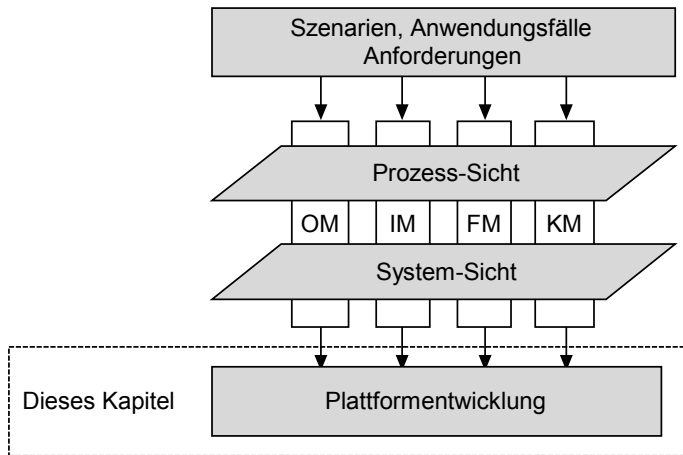 Szenarien, Anwendungsfälle
Anforderungen
Prozess-Sicht
OM IM FM KM
System-Sicht
Dieses Kapitel Plattformentwicklung